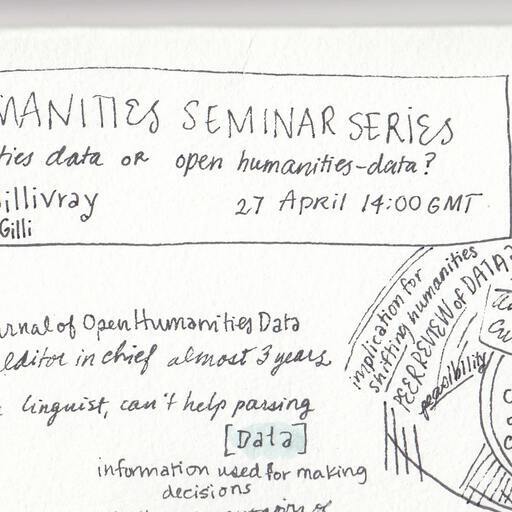 MANITIES SEMINAR SERIES
ties data OR open humanities-data?
illivray
27 April 14:00 GMT
Gilli
rnal of Open Humanities Data
editor in chief almost 3 years
linguist, can't help parsing
[Data]
information used for making
decisions
implication for
shifting humanities
PEER REVIEW of DATA?
feasibility